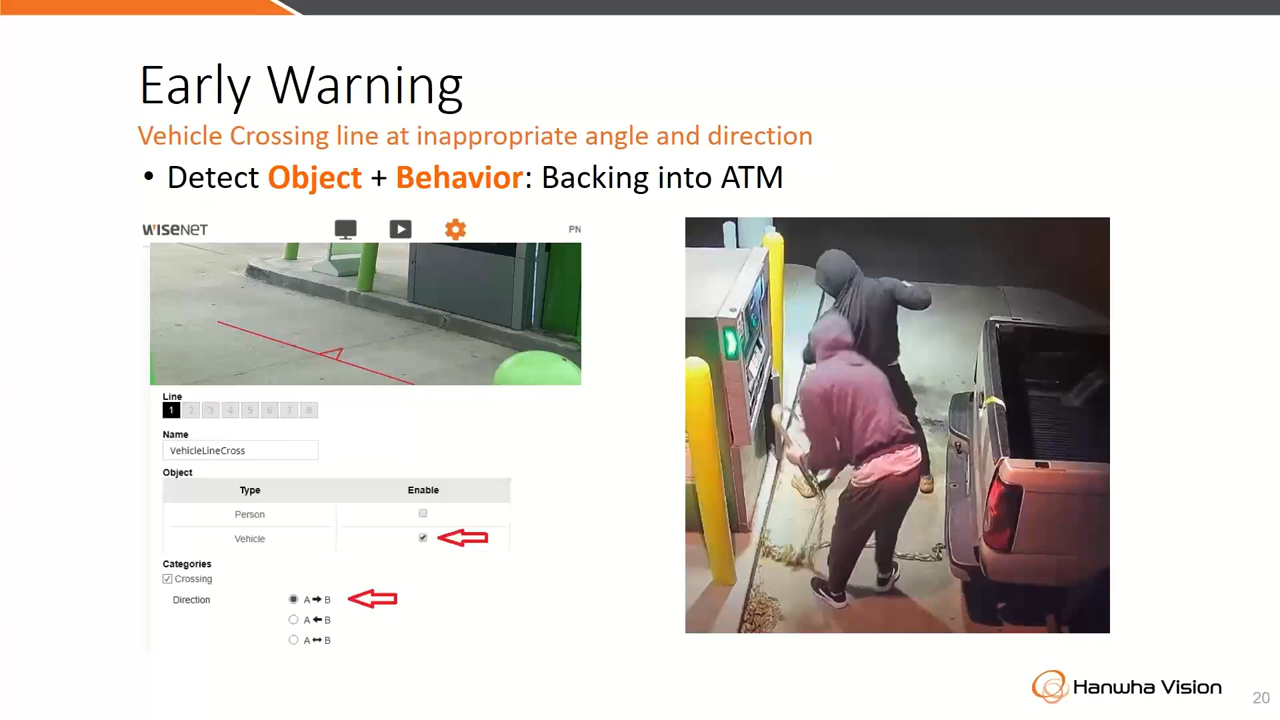 Early Warning
Vehicle Crossing line at inappropriate angle and direction
• Detect Object + Behavior: Backing into ATM
WISENET
PN
Line
1 2 3 4 5 6 7 8
Name
VehicleLineCross
Object
Type Enable
Person
Vehicle
Categories
Crossing
Direction A ➡ B
A ⬅ B
A ↔ B
Hanwha Vision
20